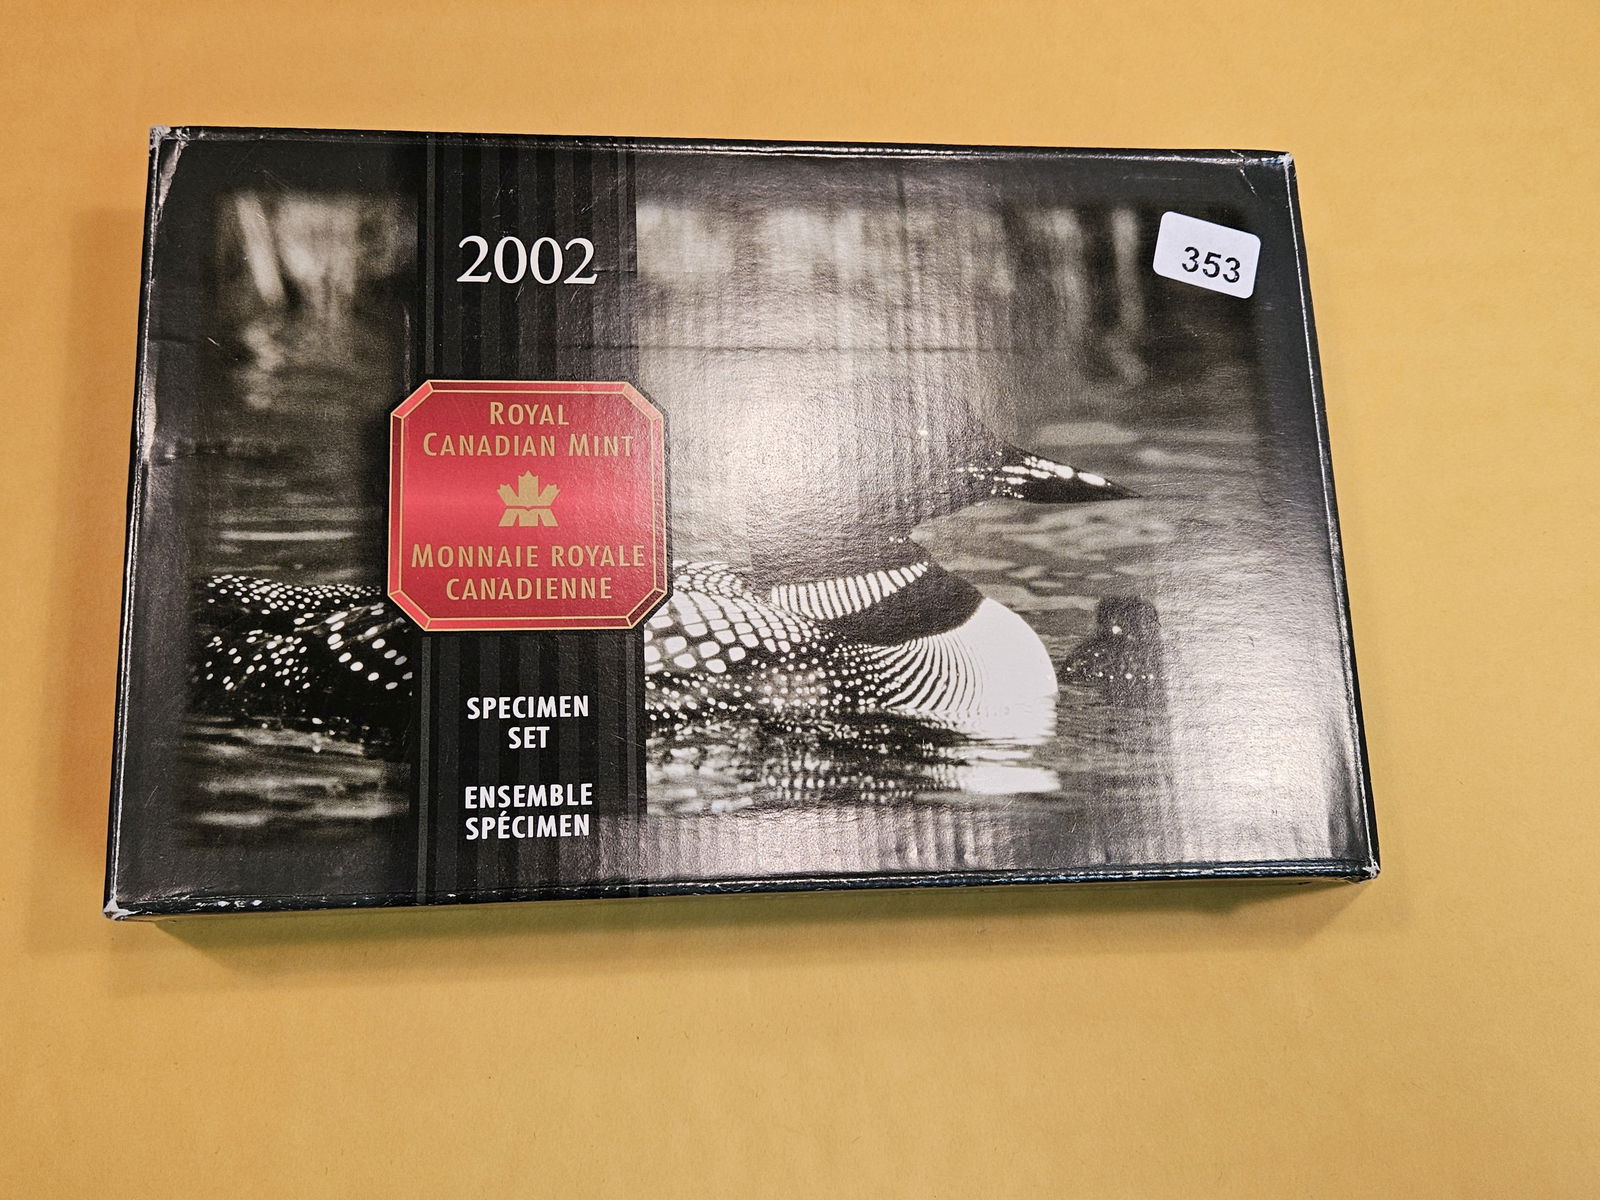 2002
353
ROYAL
CANADIAN MINT
MONNAIE ROYALE
CANADIENNE
SPECIMEN
SET
ENSEMBLE
SPÉCIMEN